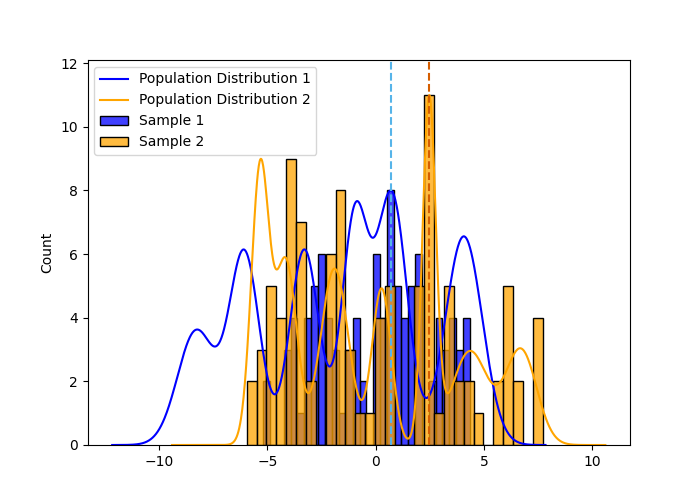 12
10
8
6
4
2
0
Count
Population Distribution 1
Population Distribution 2
Sample 1
Sample 2
−10
−5
0
5
10